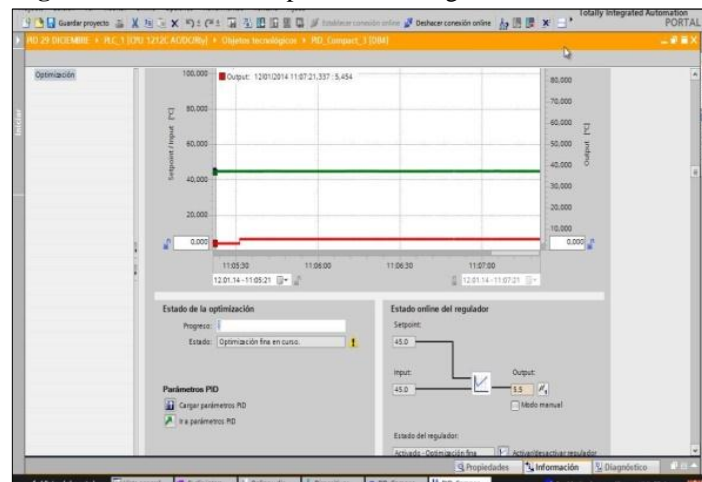 Totally Integrated Automation
PORTAL
Guardar proyecto
Establecer conexión online
Deshacer conexión online
PID 29 DICIEMBRE
PLC_1 [CPU 1212C AC/DC/Rly]
Objetos tecnológicos
PID_Compact_1 [DB4]
Iniciar
Optimización
Output: 12/01/2014 11:07:21,337 : 5,454
Setpoint / Input [°C]
100,000
80,000
60,000
40,000
20,000
0,000
80,000
70,000
60,000
50,000
40,000
30,000
20,000
10,000
0,000
Output [°C]
11:05:30
11:06:00
11:06:30
11:07:00
12.01.14 - 11:05:21
12.01.14 - 11:07:21
Estado de la optimización
Progreso:
Estado:
Optimización fina en curso.
Parámetros PID
Cargar parámetros PID
Ir a parámetros PID
Estado online del regulador
Setpoint:
45.0
Input:
45.0
Output:
5.5
Modo manual
Estado del regulador:
Activado - Optimización fina
Activar/desactivar regulador
Propiedades
Información
Diagnóstico